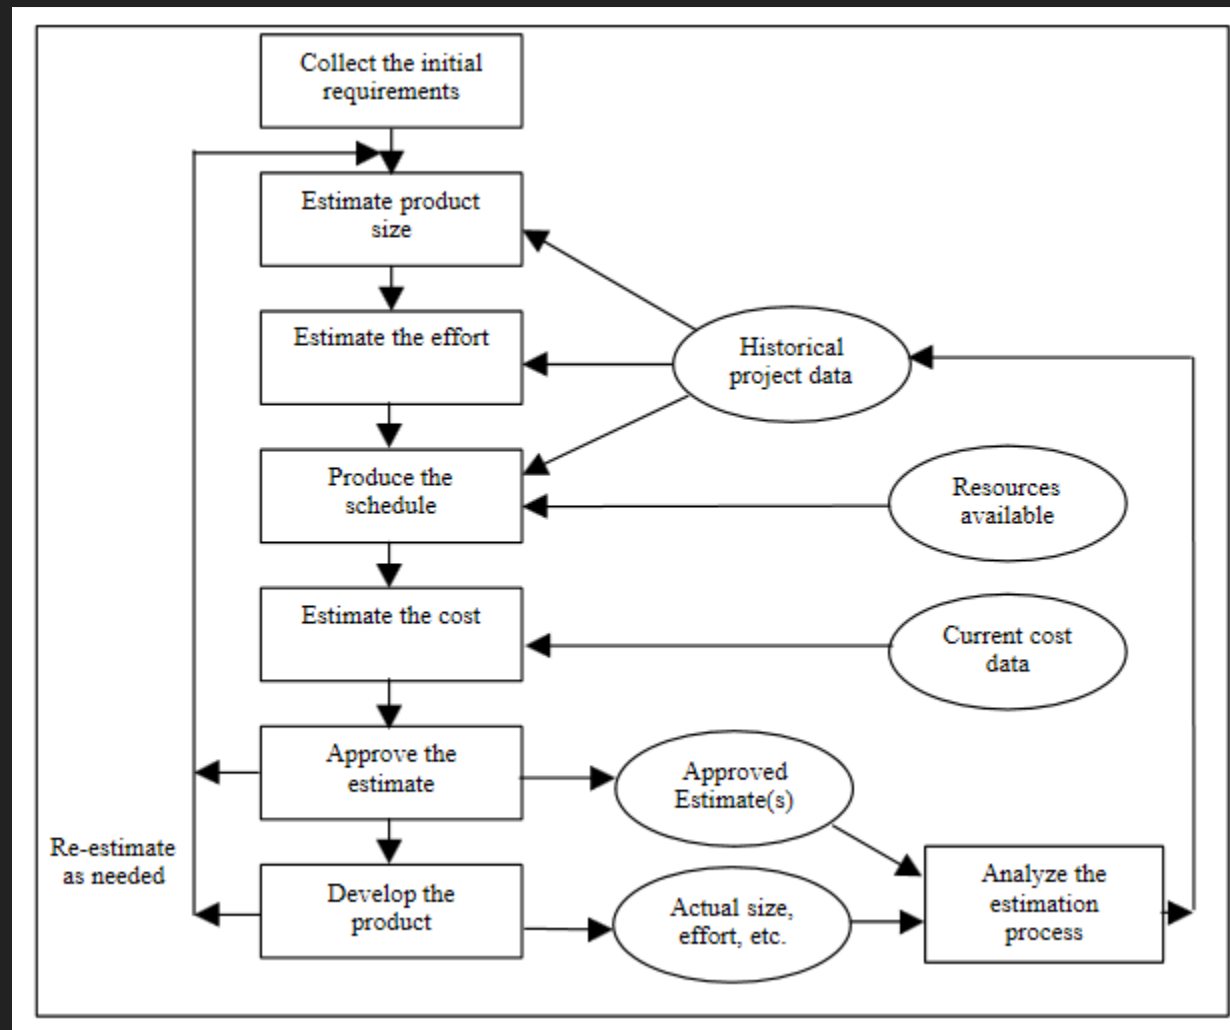 Collect the initial
requirements
Estimate product
size
Estimate the effort
Historical
project data
Produce the
schedule
Resources
available
Estimate the cost
Current cost
data
Approve the
estimate
Approved
Estimate(s)
Re-estimate
as needed
Develop the
product
Actual size,
effort, etc.
Analyze the
estimation
process